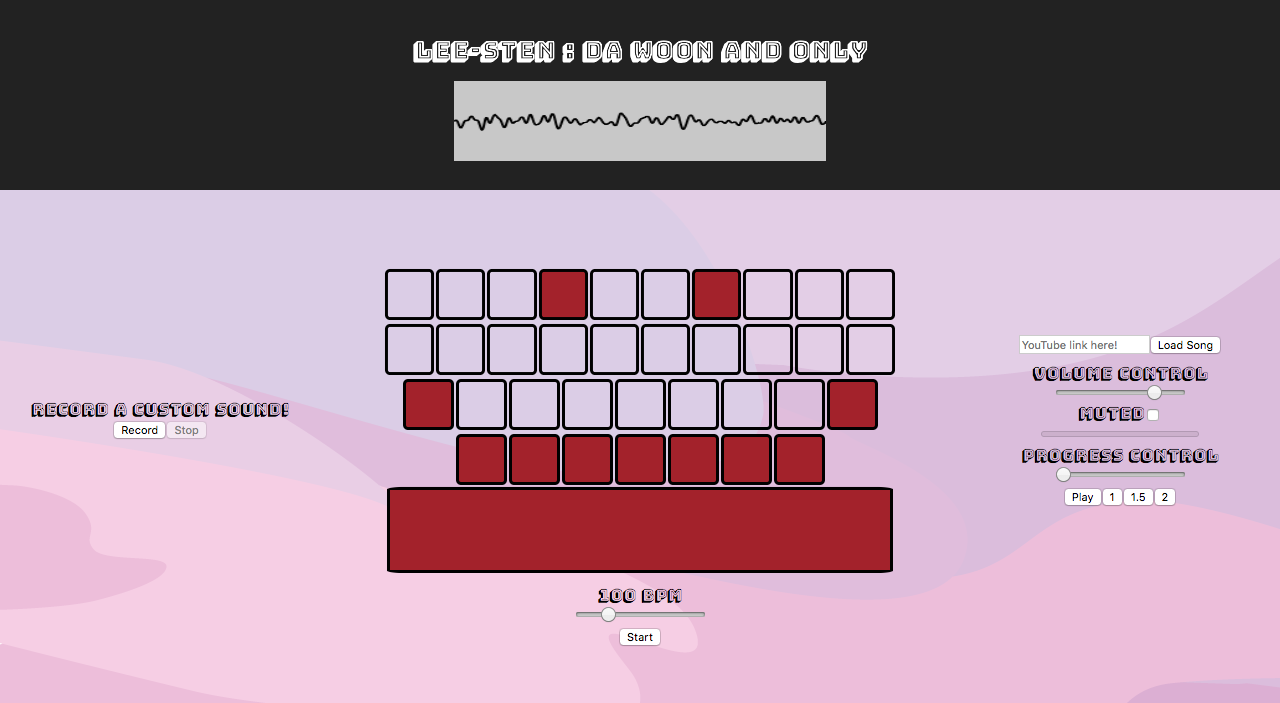 LEE-STEN : DA WOON AND ONLY
RECORD A CUSTOM SOUND!
Record Stop
YouTube link here! Load Song
VOLUME CONTROL
MUTED
PROGRESS CONTROL
Play 1 1.5 2
100 BPM
Start